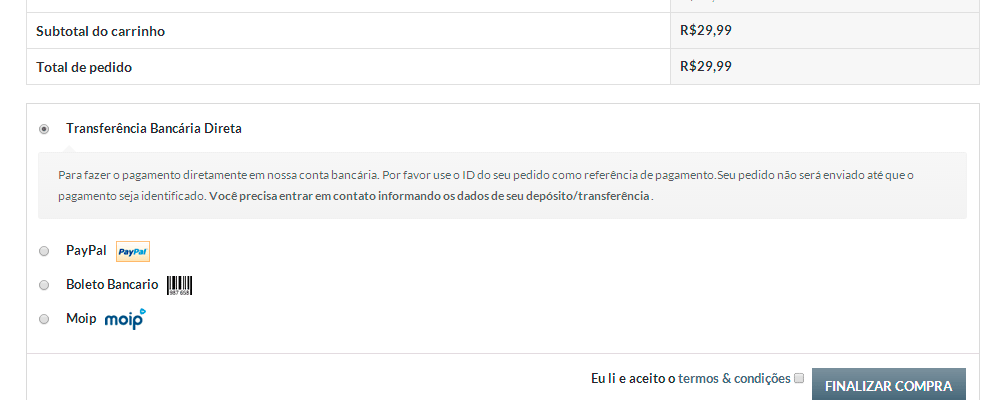 Subtotal do carrinho R$29,99
Total de pedido R$29,99
Transferência Bancária Direta
Para fazer o pagamento diretamente em nossa conta bancária. Por favor use o ID do seu pedido como referência de pagamento.Seu pedido não será enviado até que o
pagamento seja identificado. Você precisa entrar em contato informando os dados de seu depósito/transferência .
PayPal PayPal
Boleto Bancario
Moip moip
Eu li e aceito o termos & condições
FINALIZAR COMPRA